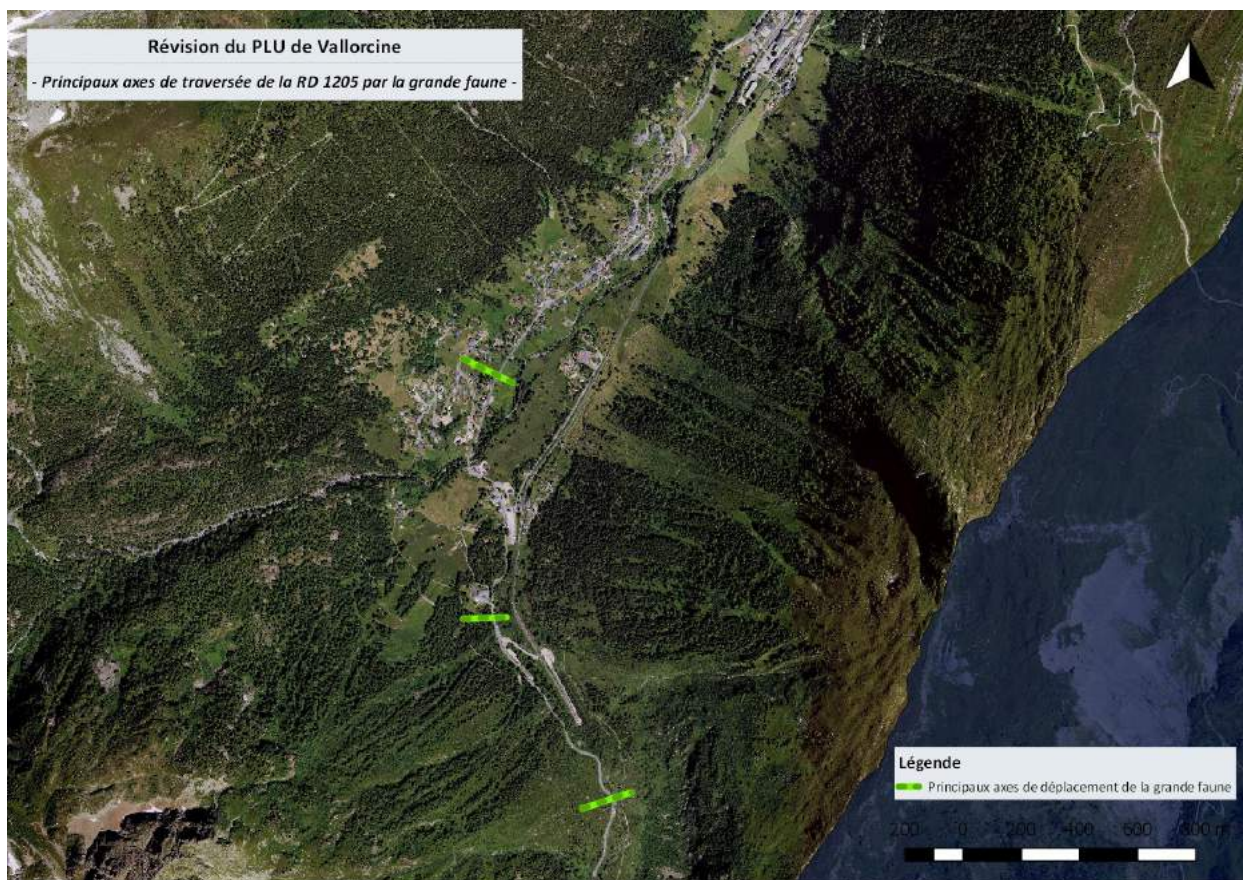 Révision du PLU de Vallorcine
- Principaux axes de traversée de la RD 1205 par la grande faune -
Légende
Principaux axes de déplacement de la grande faune
200 0 200 400 600 800 m